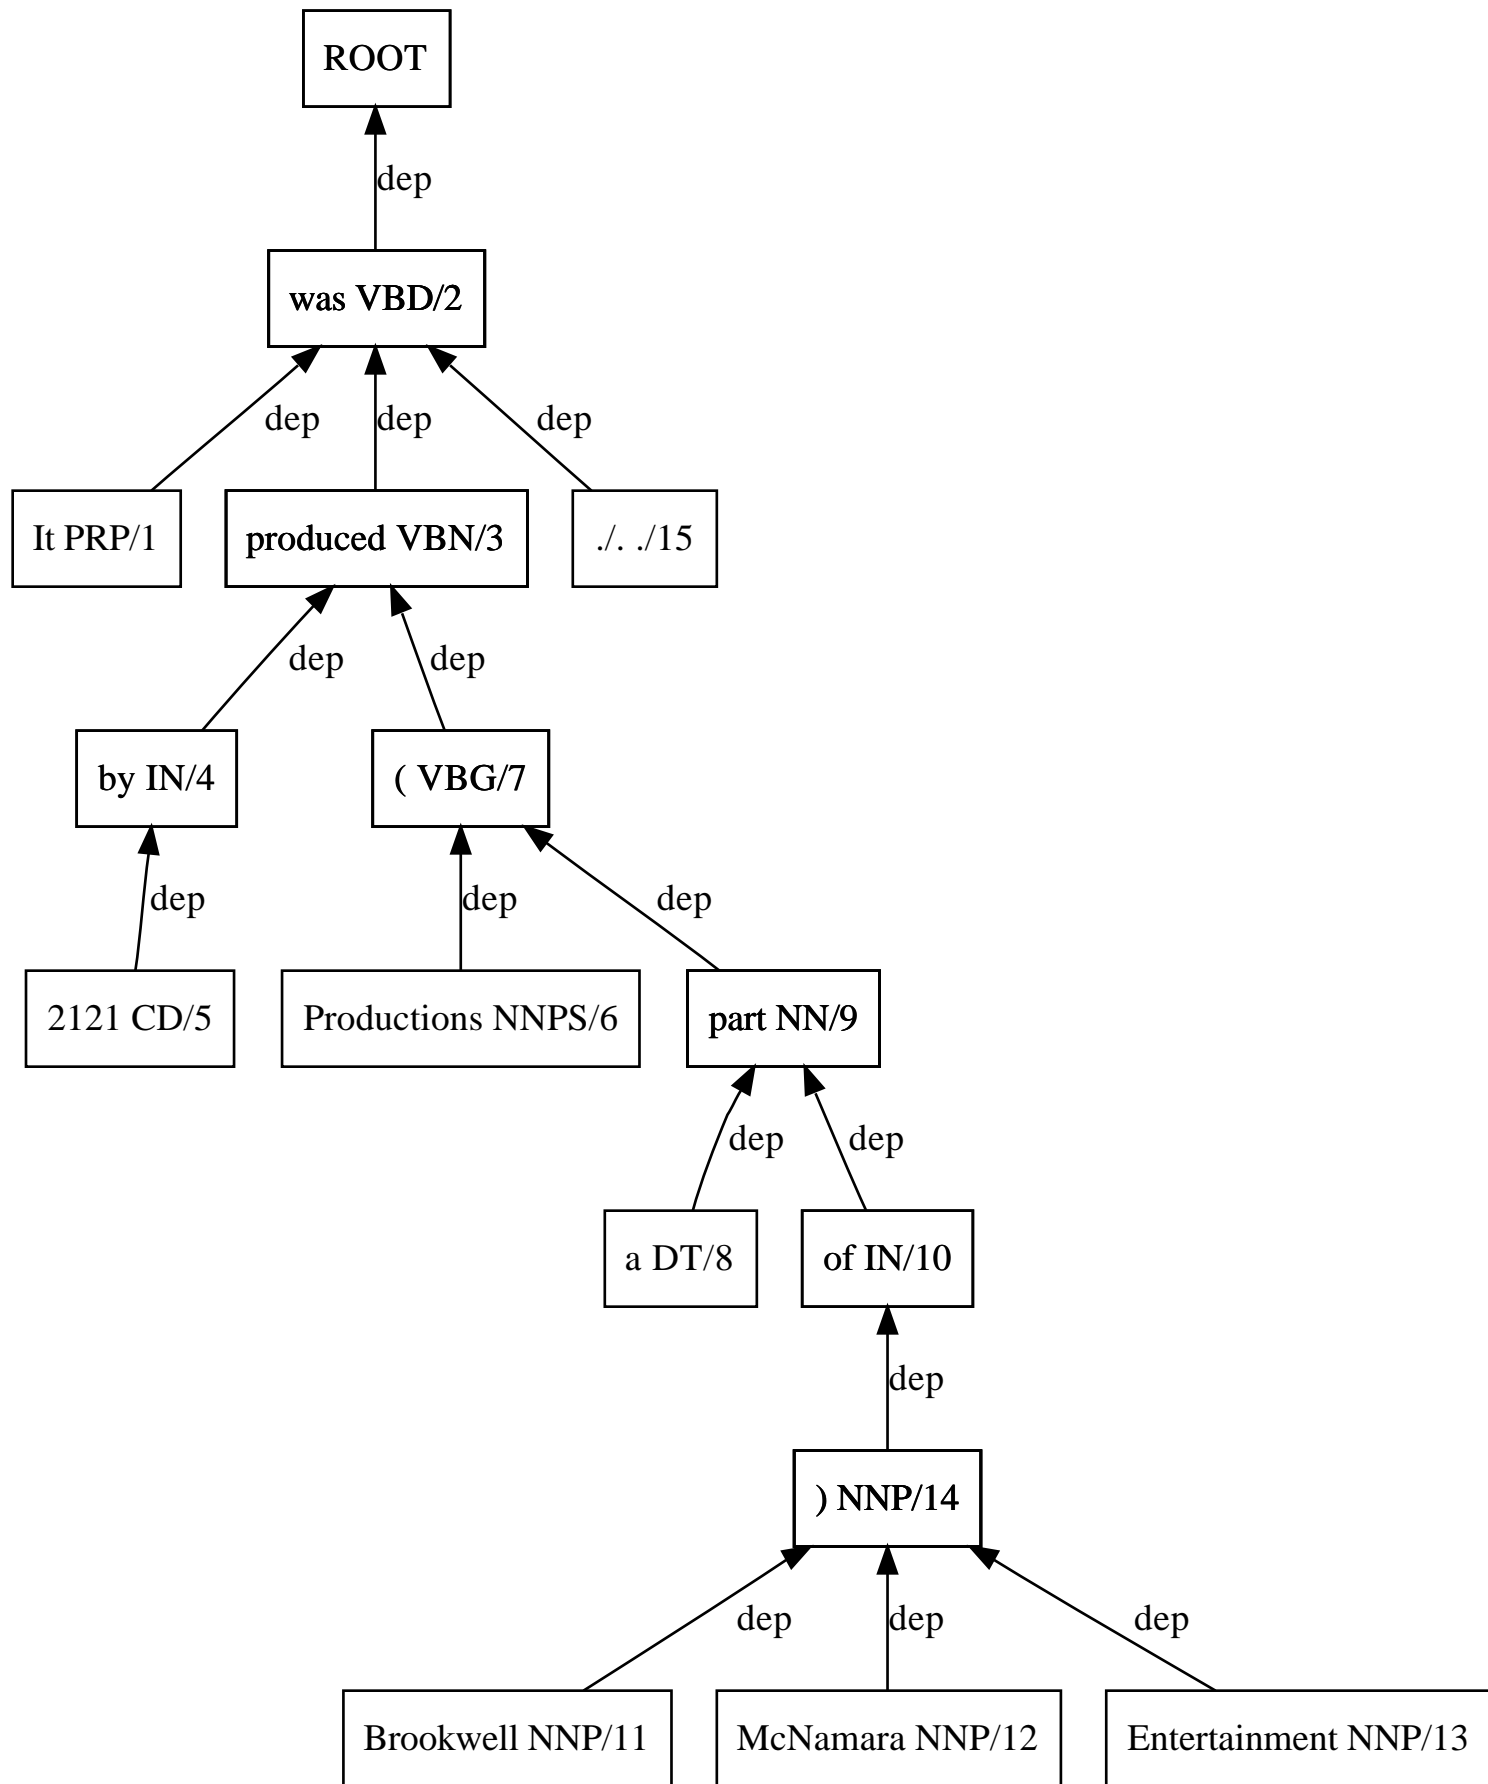 ROOT
dep
was VBD/2
dep dep dep
It PRP/1 produced VBN/3 ./. ./15
dep dep
by IN/4 ( VBG/7
dep dep dep
2121 CD/5 Productions NNPS/6 part NN/9
dep dep
a DT/8 of IN/10
dep
) NNP/14
dep dep dep
Brookwell NNP/11 McNamara NNP/12 Entertainment NNP/13